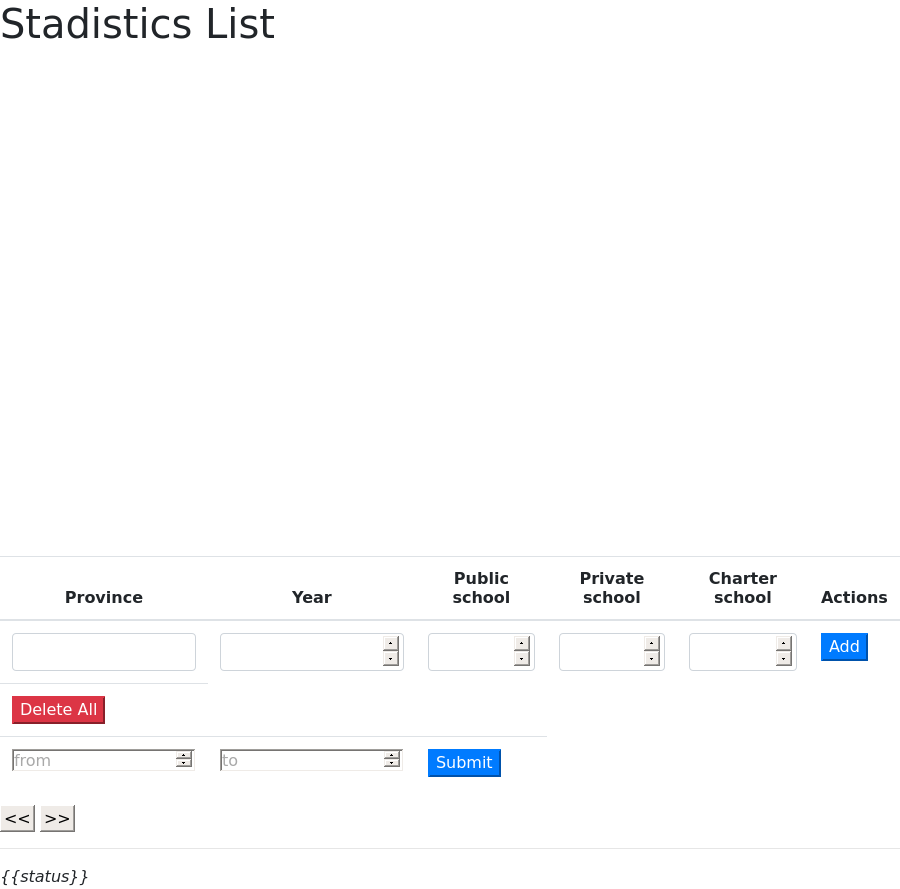 Stadistics List
Province Year Public school Private school Charter school Actions
Add
Delete All
from to Submit
<< >>
{{status}}